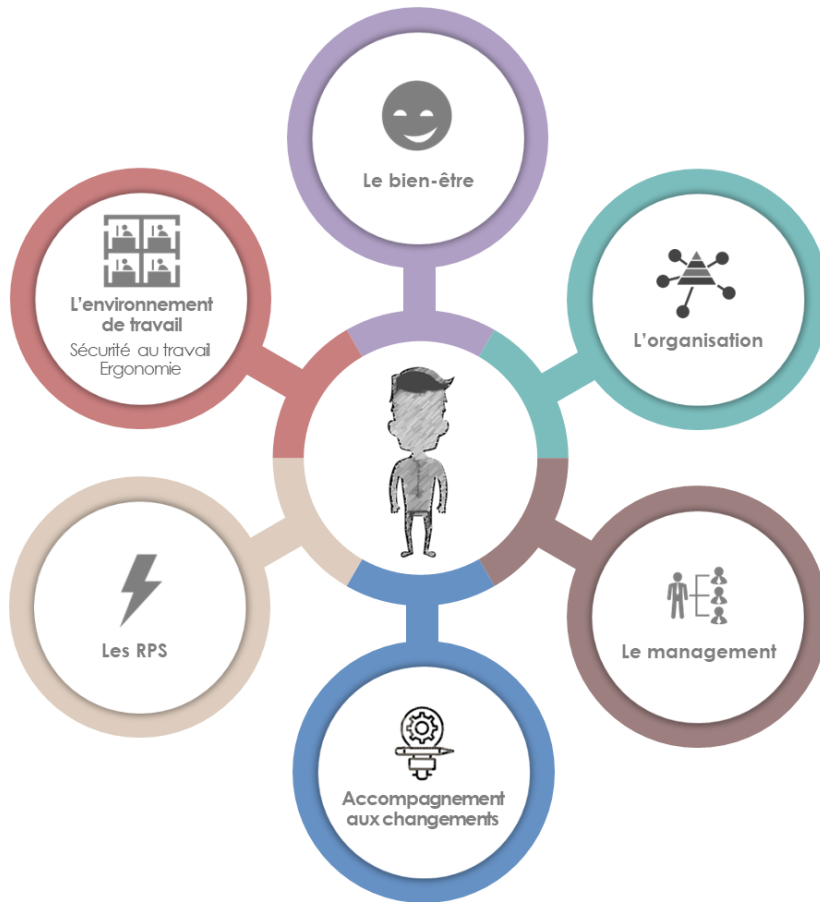 Le bien-être
L'environnement
de travail
Sécurité au travail
Ergonomie
L'organisation
Les RPS
Le management
Accompagnement
aux changements